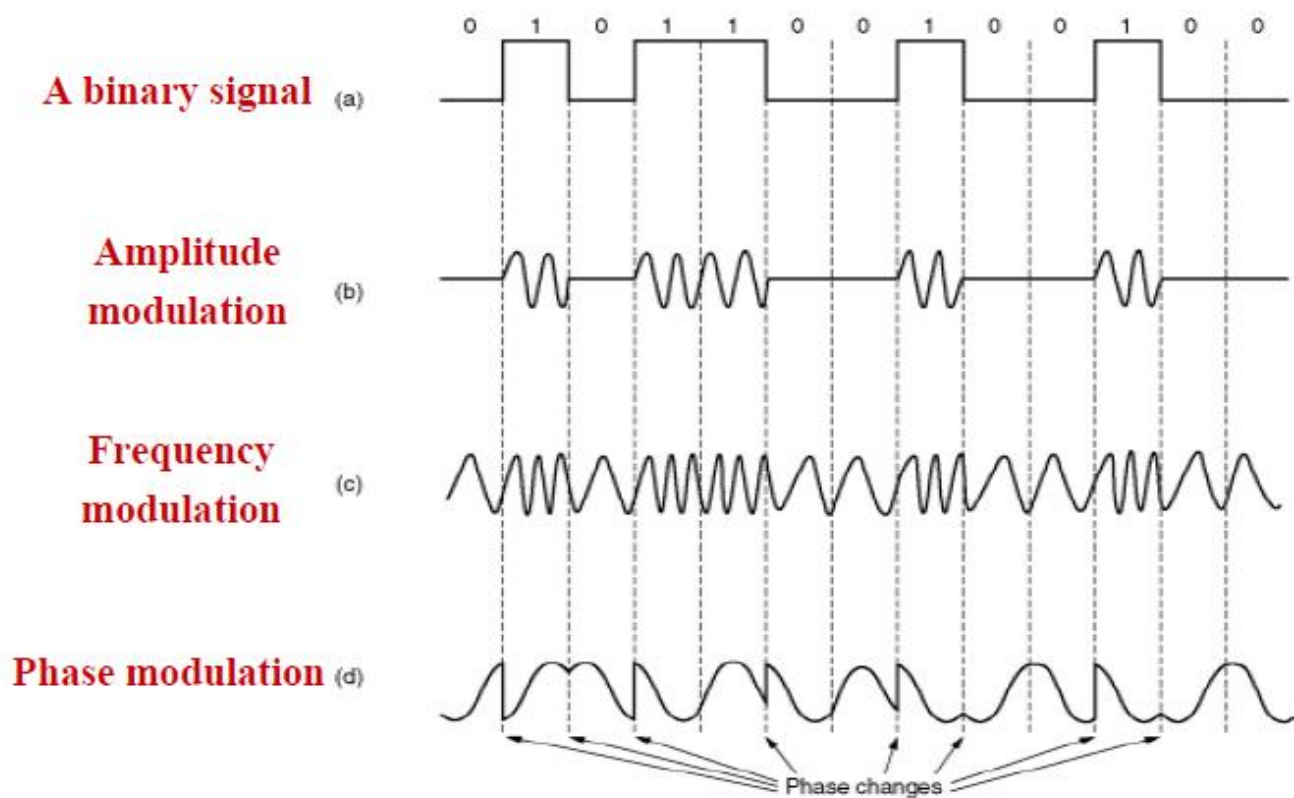 0 1 0 1 1 0 0 1 0 0 1 0 0
A binary signal (a)
Amplitude
modulation
(b)
Frequency
modulation
(c)
Phase modulation (d)
Phase changes